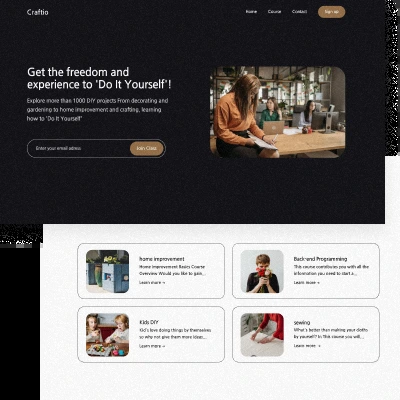 Craftio
Home Course Contact Sign up
Get the freedom and
experience to 'Do It Yourself'!
Explore more than 1000 DIY projects From decorating and
gardening to home improvement and crafting, learning
how to 'Do It Yourself'
Enter your email adress Join Class
home improvement
Home Improvement Basics Course
Overview Would you like to gain...
Learn more →
Back-end Programming
This course contributes you with all the
information you need to start a...
Learn more →
Kids DIY
Kid's love doing things by themselves
so why not give them more ideas...
Learn more →
sewing
What's better than making your cloths
by yourself? In This course you will...
Learn more →